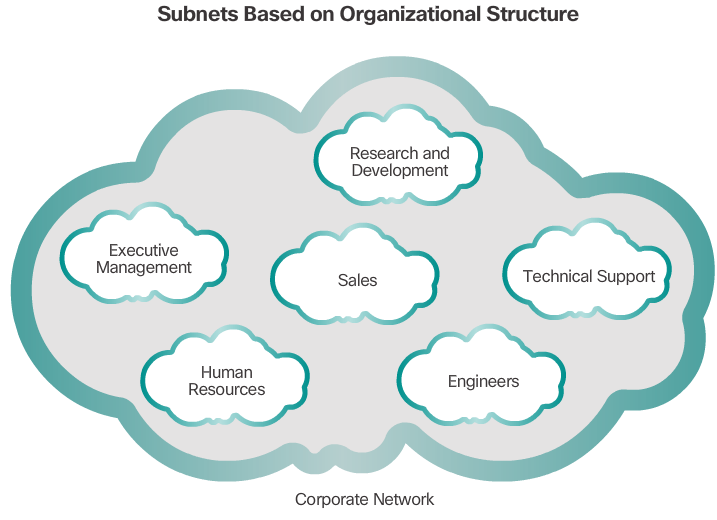 Subnets Based on Organizational Structure
Research and
Development
Executive
Management
Sales
Technical Support
Human
Resources
Engineers
Corporate Network